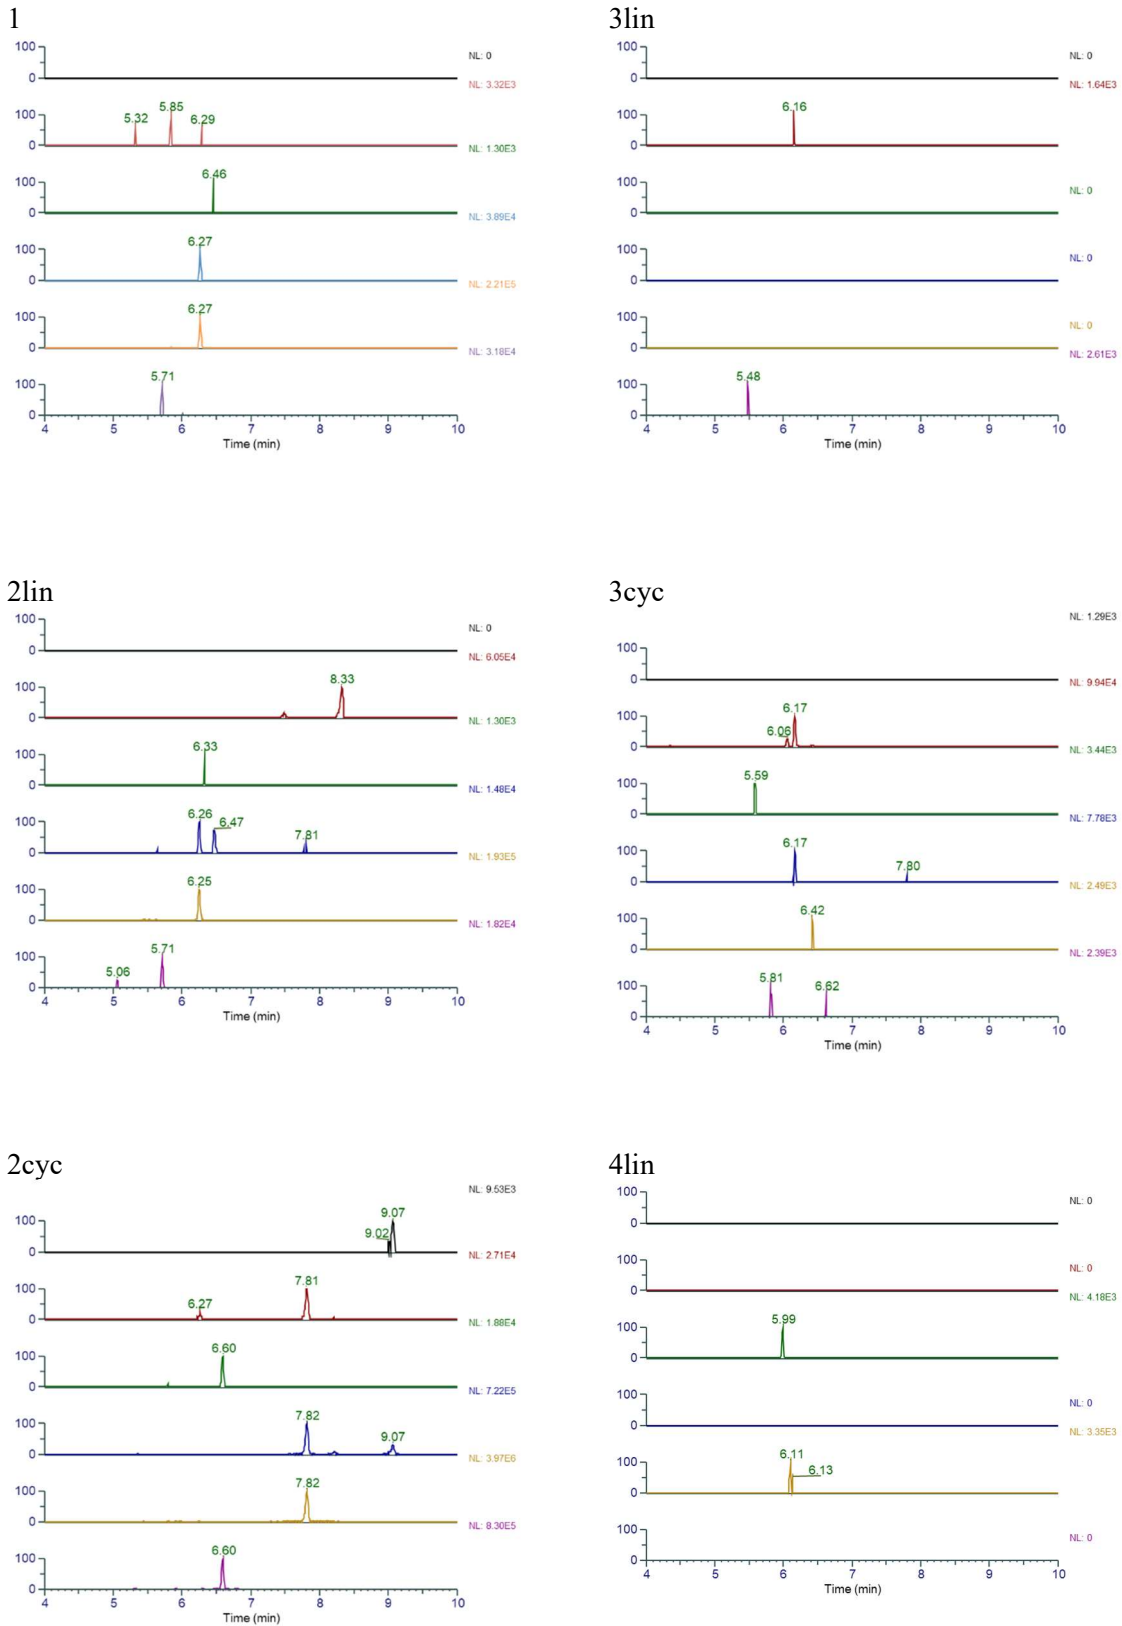 1
100
0
NL: 0
NL: 3.32E3
100
0
5.32
5.85
6.29
NL: 1.30E3
100
0
6.46
NL: 3.89E4
100
0
6.27
NL: 2.21E5
100
0
6.27
NL: 3.18E4
100
0
5.71
4 5 6 7 8 9 10
Time (min)
3lin
100
0
NL: 0
NL: 1.64E3
100
0
6.16
100
0
NL: 0
100
0
NL: 0
100
0
NL: 0
NL: 2.61E3
100
0
5.48
4 5 6 7 8 9 10
Time (min)
2lin
100
0
NL: 0
NL: 6.05E4
100
0
8.33
NL: 1.30E3
100
0
6.33
NL: 1.48E4
100
0
6.26
6.47
7.81
NL: 1.93E5
100
0
6.25
NL: 1.82E4
100
0
5.06
5.71
4 5 6 7 8 9 10
Time (min)
3cyc
NL: 1.29E3
100
0
NL: 9.94E4
100
0
6.06
6.17
NL: 3.44E3
100
0
5.59
NL: 7.78E3
100
0
6.17
7.80
NL: 2.49E3
100
0
6.42
NL: 2.39E3
100
0
5.81
6.62
4 5 6 7 8 9 10
Time (min)
2cyc
NL: 9.53E3
100
0
9.02
9.07
NL: 2.71E4
100
0
6.27
7.81
NL: 1.88E4
100
0
6.60
NL: 7.22E5
100
0
7.82
9.07
NL: 3.97E6
100
0
7.82
NL: 8.30E5
100
0
6.60
4 5 6 7 8 9 10
Time (min)
4lin
100
0
NL: 0
100
0
NL: 0
NL: 4.18E3
100
0
5.99
100
0
NL: 0
NL: 3.35E3
100
0
6.11
6.13
100
0
NL: 0
4 5 6 7 8 9 10
Time (min)